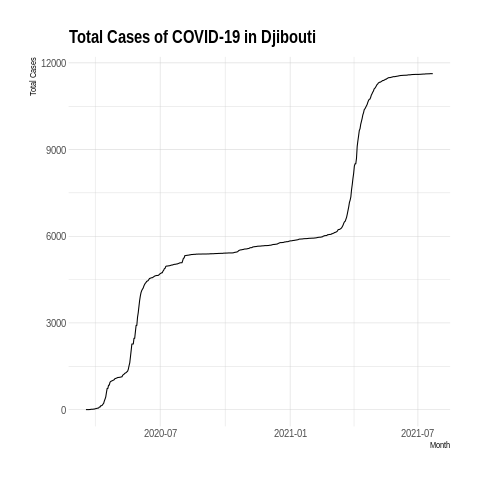 Total Cases of COVID-19 in Djibouti
Total Cases
12000
9000
6000
3000
0
2020-07
2021-01
2021-07
Month